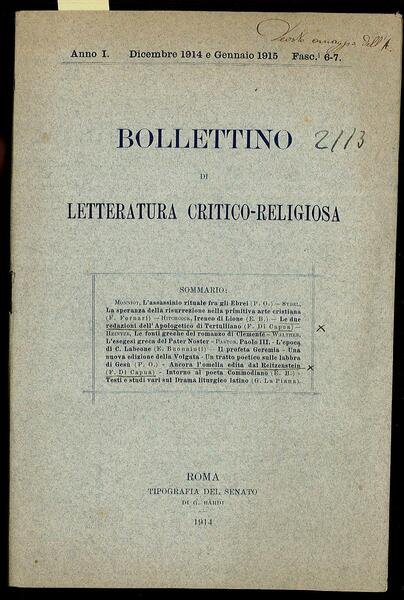 Questo omaggio dell'A.
Anno I. Dicembre 1914 e Gennaio 1915 Fasc.i 6-7.
BOLLETTINO
2/13
DI
LETTERATURA CRITICO-RELIGIOSA
SOMMARIO:
MONNIOT, L'assassinio rituale fra gli Ebrei (P. O.) — SYBEL,
La speranza della risurrezione nella primitiva arte cristiana
(F. Fornari) — HITCHCOCK, Ireneo di Lione (E. B.) — Le due
redazioni dell'Apologetico di Tertulliano (F. Di Capua) —
HEINTZE, Le fonti greche del romanzo di Clemente — WALTHER,
L'esegesi greca del Pater Noster — PASTOR, Paolo III. - L'epoca
di C. Labeone (E. Buonaiuti) — Il profeta Geremia - Una
nuova edizione della Volgata - Un tratto poetico sulle labbra
di Gesù (P. O.) - Ancora l'omelia edita dal Reitzenstein
(F. Di Capua) - Intorno al poeta Commodiano (E. B.) -
Testi e studi vari sul Drama liturgico latino (G. La Piana).
ROMA
TIPOGRAFIA DEL SENATO
DI G. BARDI
1914